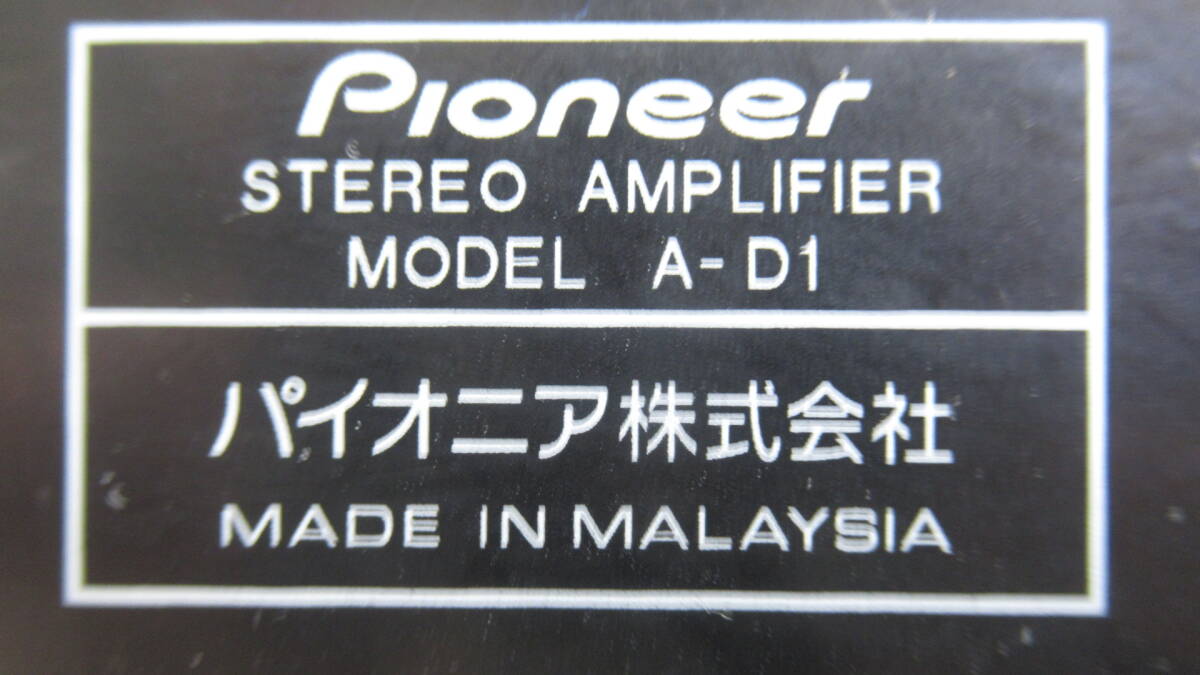 Pioneer
STEREO AMPLIFIER
MODEL A-D1
パイオニア株式会社
MADE IN MALAYSIA